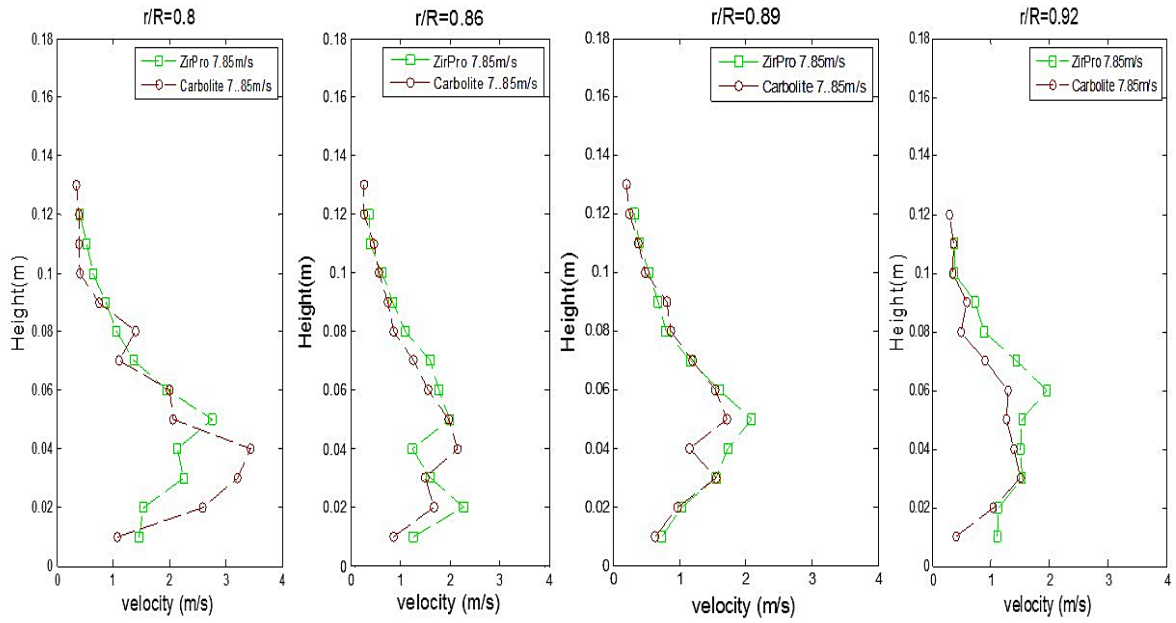 r/R=0.8
0.18
0.16
0.14
0.12
0.1
0.08
0.06
0.04
0.02
0
Height(m)
ZirPro 7.85m/s
Carbolite 7..85m/s
0 1 2 3 4
velocity (m/s)
r/R=0.86
0.18
0.16
0.14
0.12
0.1
0.08
0.06
0.04
0.02
0
Height(m)
ZirPro 7.85m/s
Carbolite 7..85m/s
0 1 2 3 4
velocity (m/s)
r/R=0.89
0.18
0.16
0.14
0.12
0.1
0.08
0.06
0.04
0.02
0
Height(m)
ZirPro 7.85m/s
Carbolite 7.85m/s
0 1 2 3 4
velocity (m/s)
r/R=0.92
0.18
0.16
0.14
0.12
0.1
0.08
0.06
0.04
0.02
0
Height(m)
ZirPro 7.85m/s
Carbolite 7.85m/s
0 1 2 3 4
velocity (m/s)